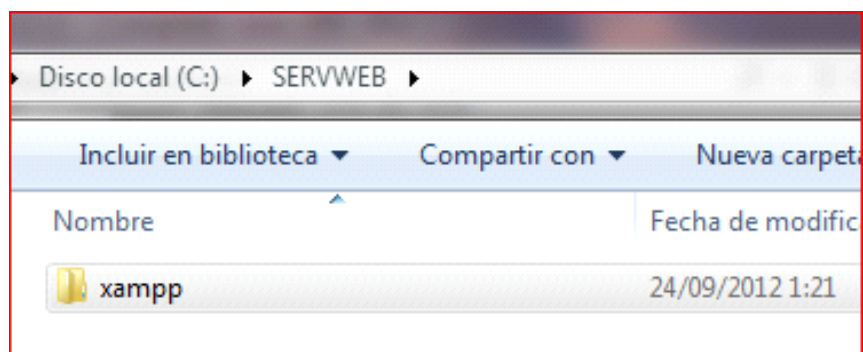 Disco local (C:) SERVWEB
Incluir en biblioteca Compartir con Nueva carpeta
Nombre Fecha de modific
xampp 24/09/2012 1:21